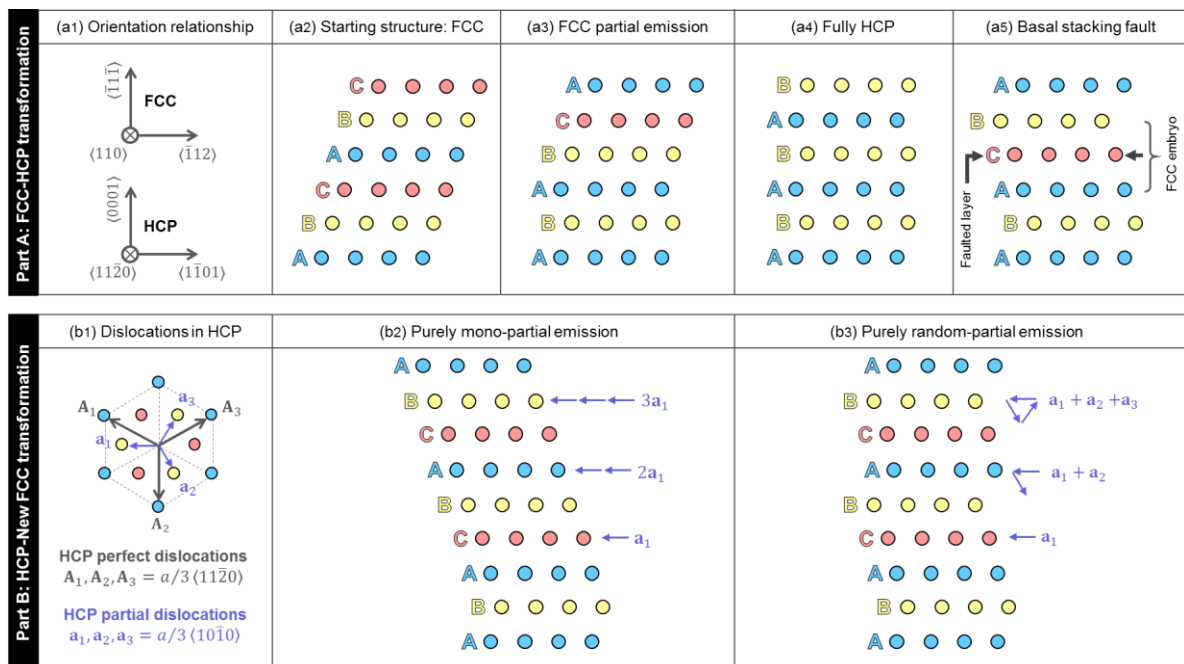 Part A: FCC-HCP transformation
(a1) Orientation relationship
⟨1̄11̄⟩
FCC
⟨110⟩
⟨1̄12⟩
⟨0001⟩
HCP
⟨112̄0⟩
⟨11̄01⟩
(a2) Starting structure: FCC
C
B
A
C
B
A
(a3) FCC partial emission
A
C
B
A
B
A
(a4) Fully HCP
B
A
B
A
B
A
(a5) Basal stacking fault
A
B
C
A
B
A
Faulted layer
FCC embryo
Part B: HCP-New FCC transformation
(b1) Dislocations in HCP
A₁
a₃
A₃
a₁
a₂
A₂
HCP perfect dislocations
A₁, A₂, A₃ = a/3 ⟨112̄0⟩
HCP partial dislocations
a₁, a₂, a₃ = a/3 ⟨101̄0⟩
(b2) Purely mono-partial emission
A
B 3a₁
C
A 2a₁
B
C a₁
A
B
A
(b3) Purely random-partial emission
A
B a₁ + a₂ +a₃
C
A a₁ + a₂
B
C a₁
A
B
A